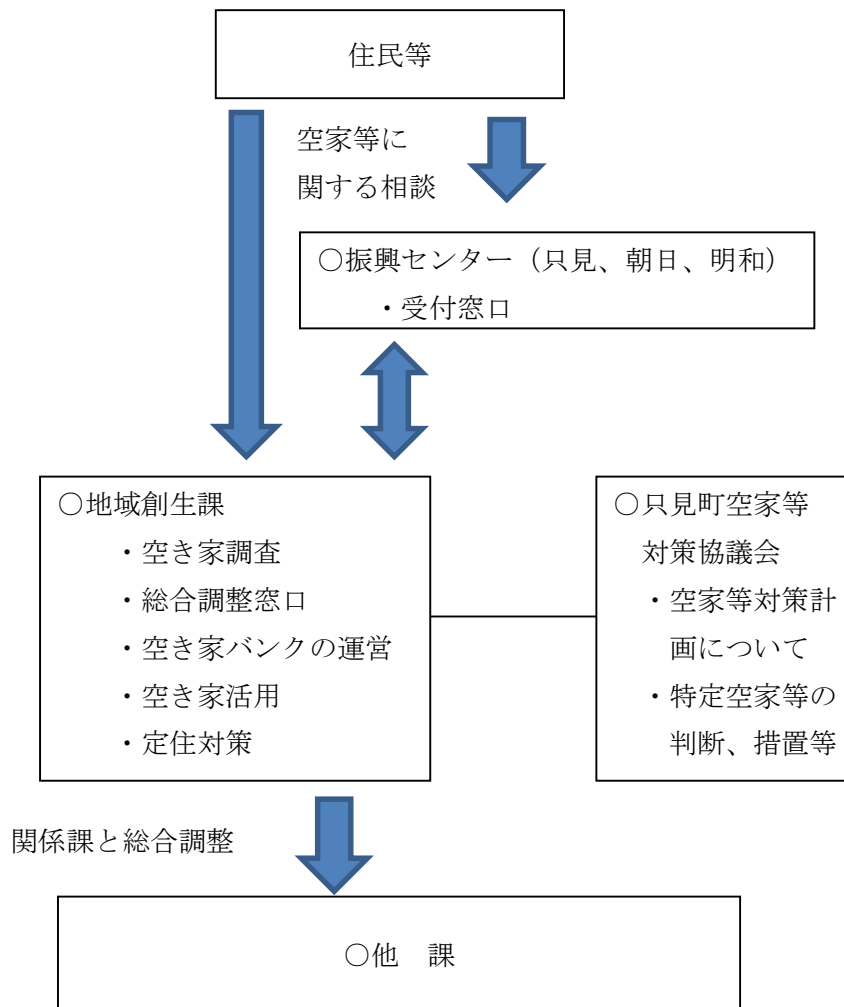 住民等
空家等に
関する相談
○振興センター（只見、朝日、明和）
・受付窓口
○地域創生課
・空き家調査
・総合調整窓口
・空き家バンクの運営
・空き家活用
・定住対策
○只見町空家等
対策協議会
・空家等対策計
画について
・特定空家等の
判断、措置等
関係課と総合調整
○他　課